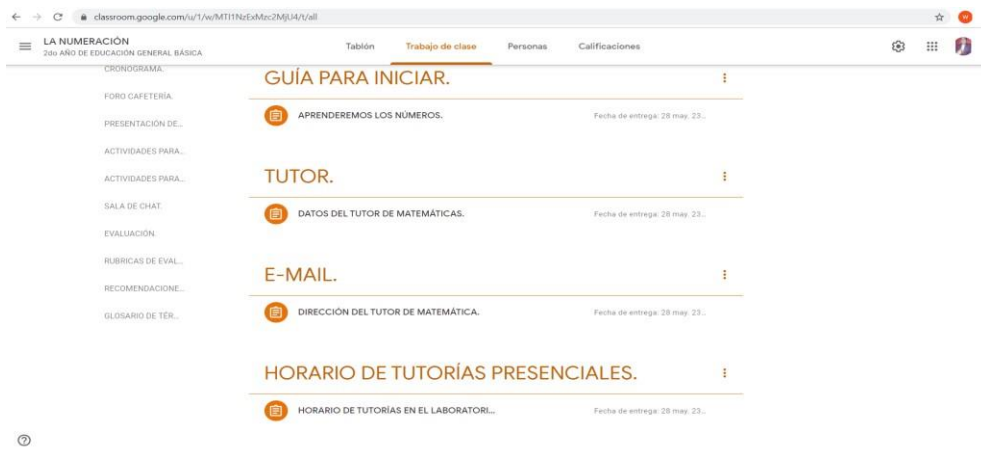 classroom.google.com/u/1/w/MTI1NzExMzc2MjU4/t/all
W
LA NUMERACIÓN
2do AÑO DE EDUCACIÓN GENERAL BÁSICA
Tablón
Trabajo de clase
Personas
Calificaciones
CRONOGRAMA.
FORO CAFETERÍA.
PRESENTACIÓN DE...
ACTIVIDADES PARA...
ACTIVIDADES PARA...
SALA DE CHAT.
EVALUACIÓN.
RUBRICAS DE EVAL...
RECOMENDACIONE...
GLOSARIO DE TÉR...
GUÍA PARA INICIAR.
APRENDEREMOS LOS NÚMEROS. Fecha de entrega: 28 may. 23...
TUTOR.
DATOS DEL TUTOR DE MATEMÁTICAS. Fecha de entrega: 28 may. 23...
E-MAIL.
DIRECCIÓN DEL TUTOR DE MATEMÁTICA. Fecha de entrega: 28 may. 23...
HORARIO DE TUTORÍAS PRESENCIALES.
HORARIO DE TUTORÍAS EN EL LABORATORI... Fecha de entrega: 28 may. 23...